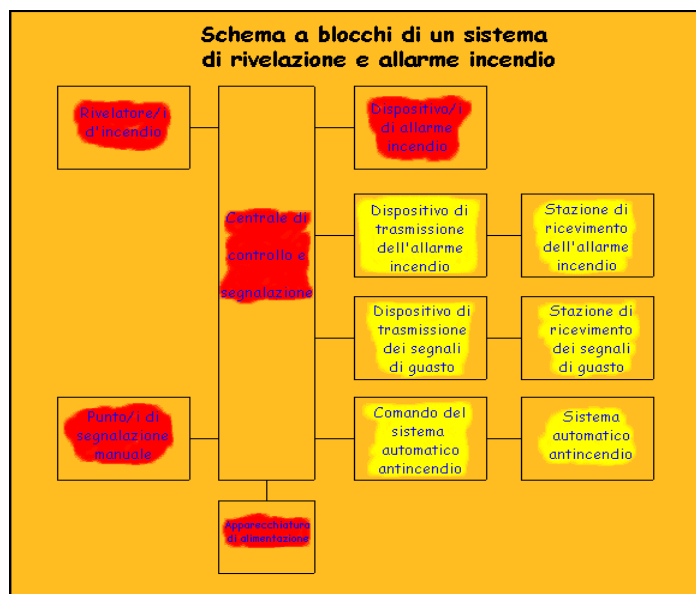 Schema a blocchi di un sistema
di rivelazione e allarme incendio
Rivelatore/i
d'incendio
Dispositivo/i
di allarme
incendio
Centrale di
controllo e
segnalazione
Dispositivo di
trasmissione
dell'allarme
incendio
Stazione di
ricevimento
dell'allarme
incendio
Dispositivo di
trasmissione
dei segnali
di guasto
Stazione di
ricevimento
dei segnali
di guasto
Punto/i di
segnalazione
manuale
Comando del
sistema
automatico
antincendio
Sistema
automatico
antincendio
Apparecchiatura
di alimentazione